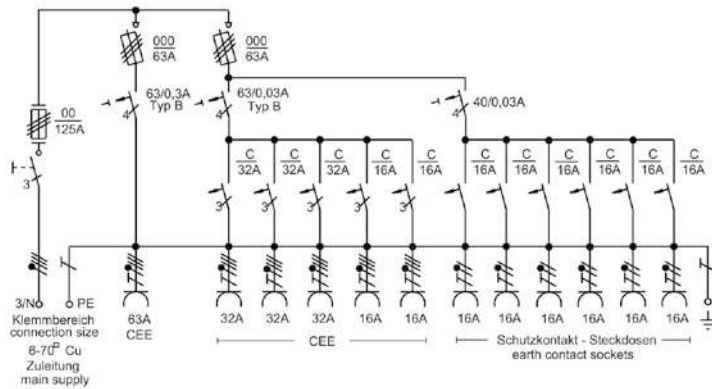 000
63A
000
63A
63/0,3A
Typ B
63/0,03A
Typ B
40/0,03A
4
4
4
00
125A
C
32A
C
32A
C
32A
C
16A
C
16A
C
16A
C
16A
C
16A
C
16A
C
16A
C
16A
3
3
3
3
3
3
3/N
PE
63A
CEE
32A
32A
32A
16A
16A
16A
16A
16A
16A
16A
16A
Klemmbereich
connection size
6-70□ Cu
Zuleitung
main supply
CEE
Schutzkontakt - Steckdosen
earth contact sockets